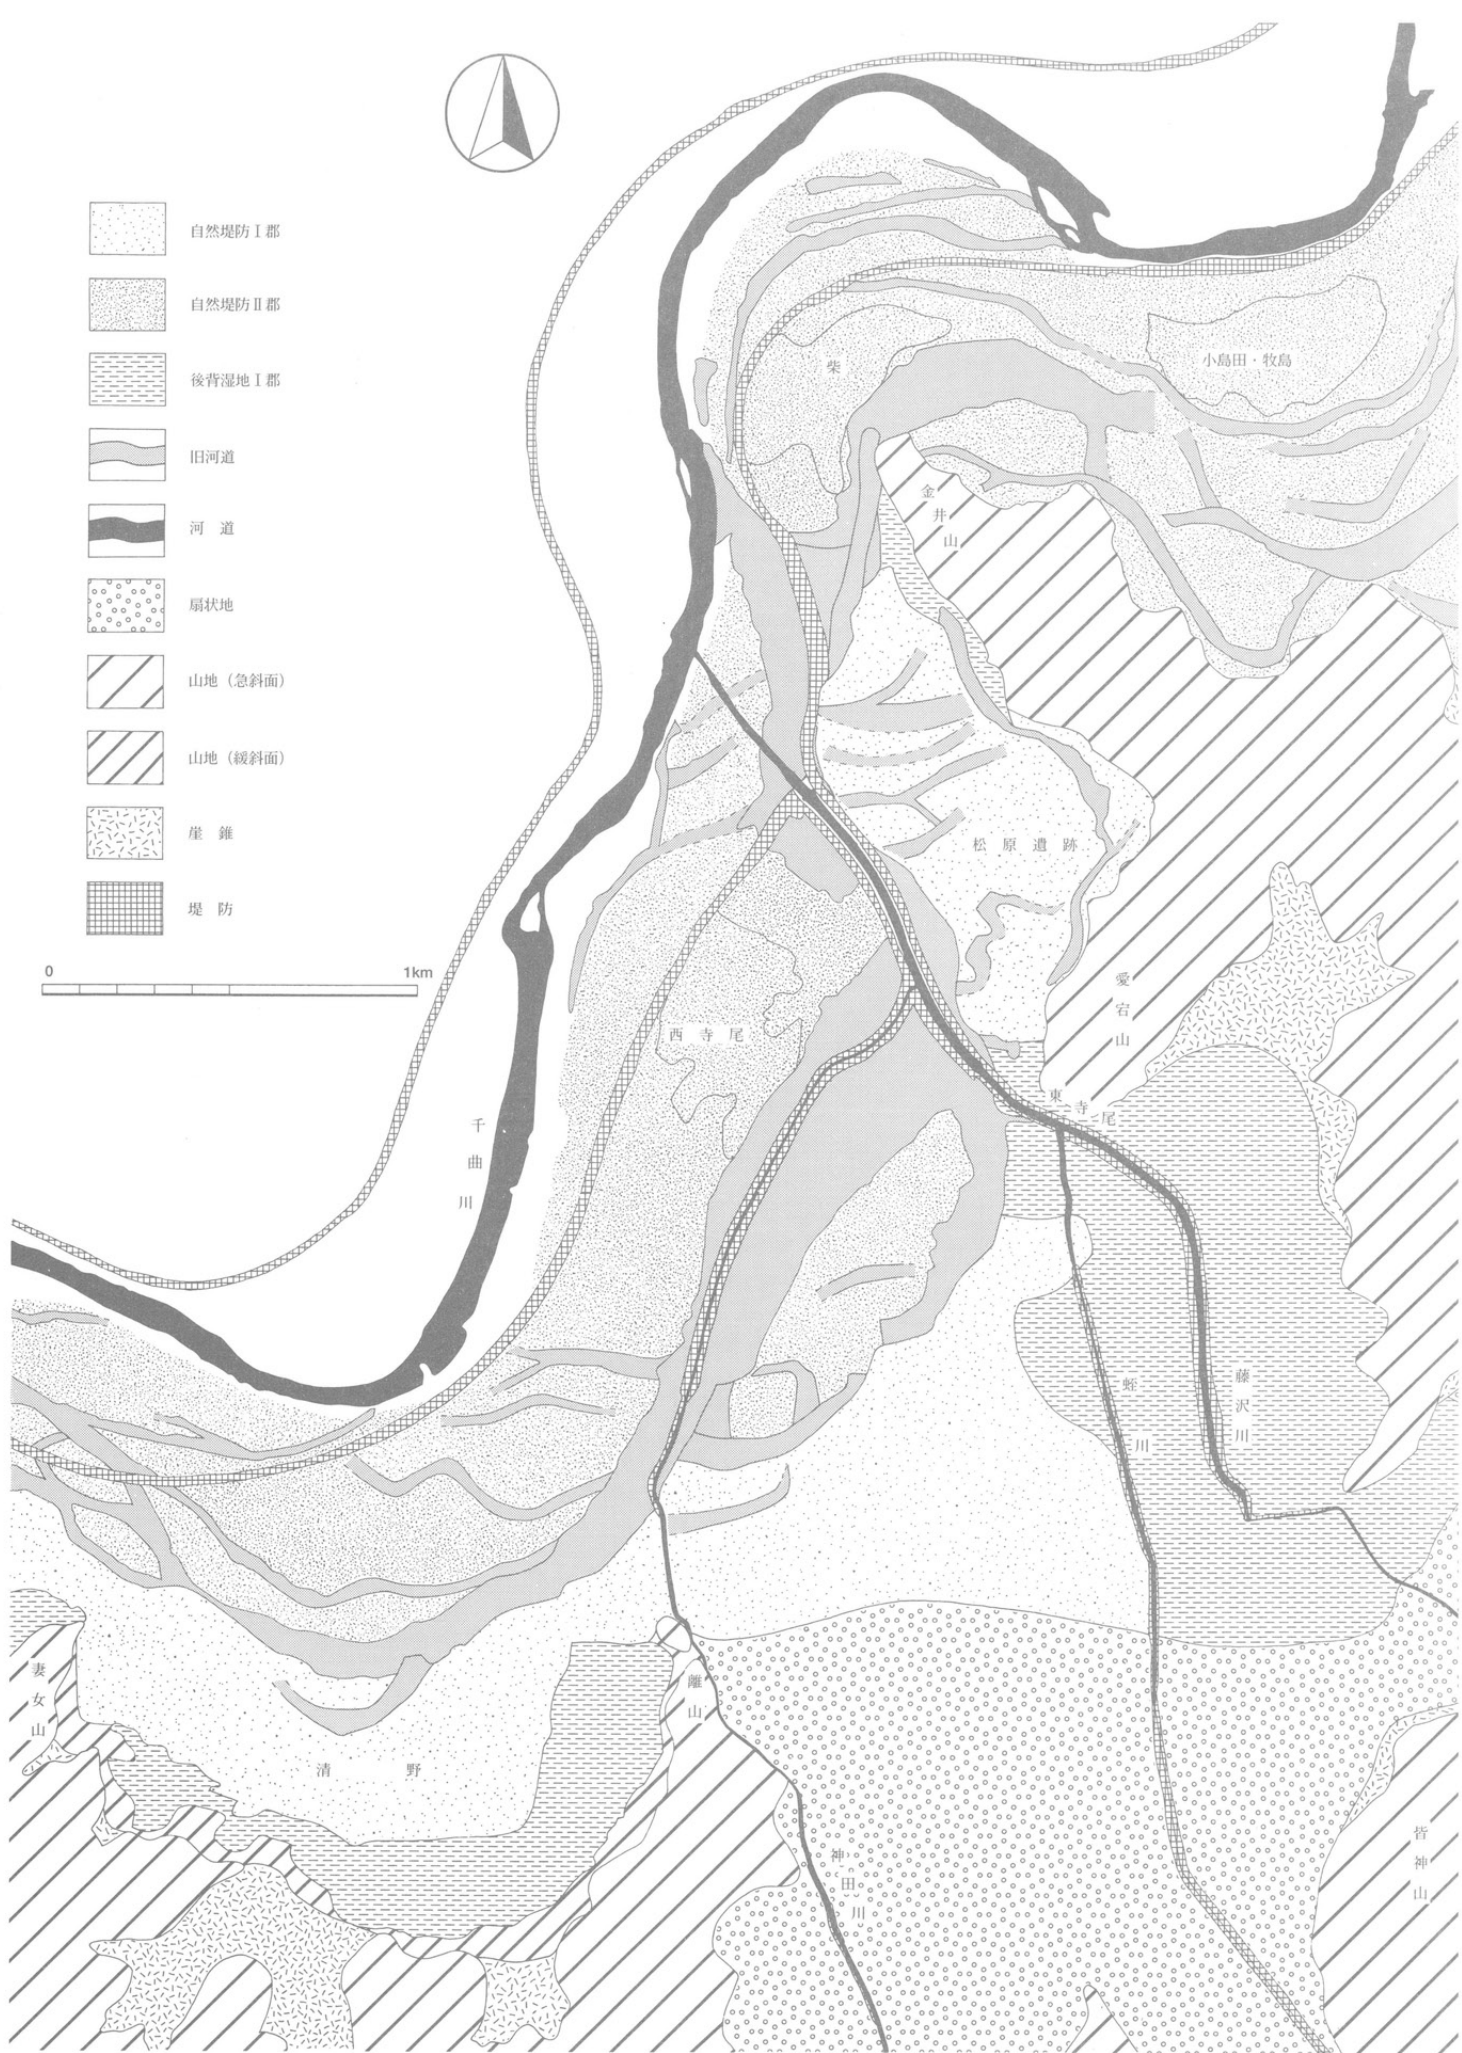 自然堤防Ⅰ郡
自然堤防Ⅱ郡
後背湿地Ⅰ郡
旧河道
河道
扇状地
山地（急斜面）
山地（緩斜面）
崖錐
堤防
0 1km
柴
小島田・牧島
金井山
松原遺跡
愛宕山
西寺尾
東寺尾
千曲川
蛭川
藤沢川
妻女山
離山
清野
神田川
皆神山